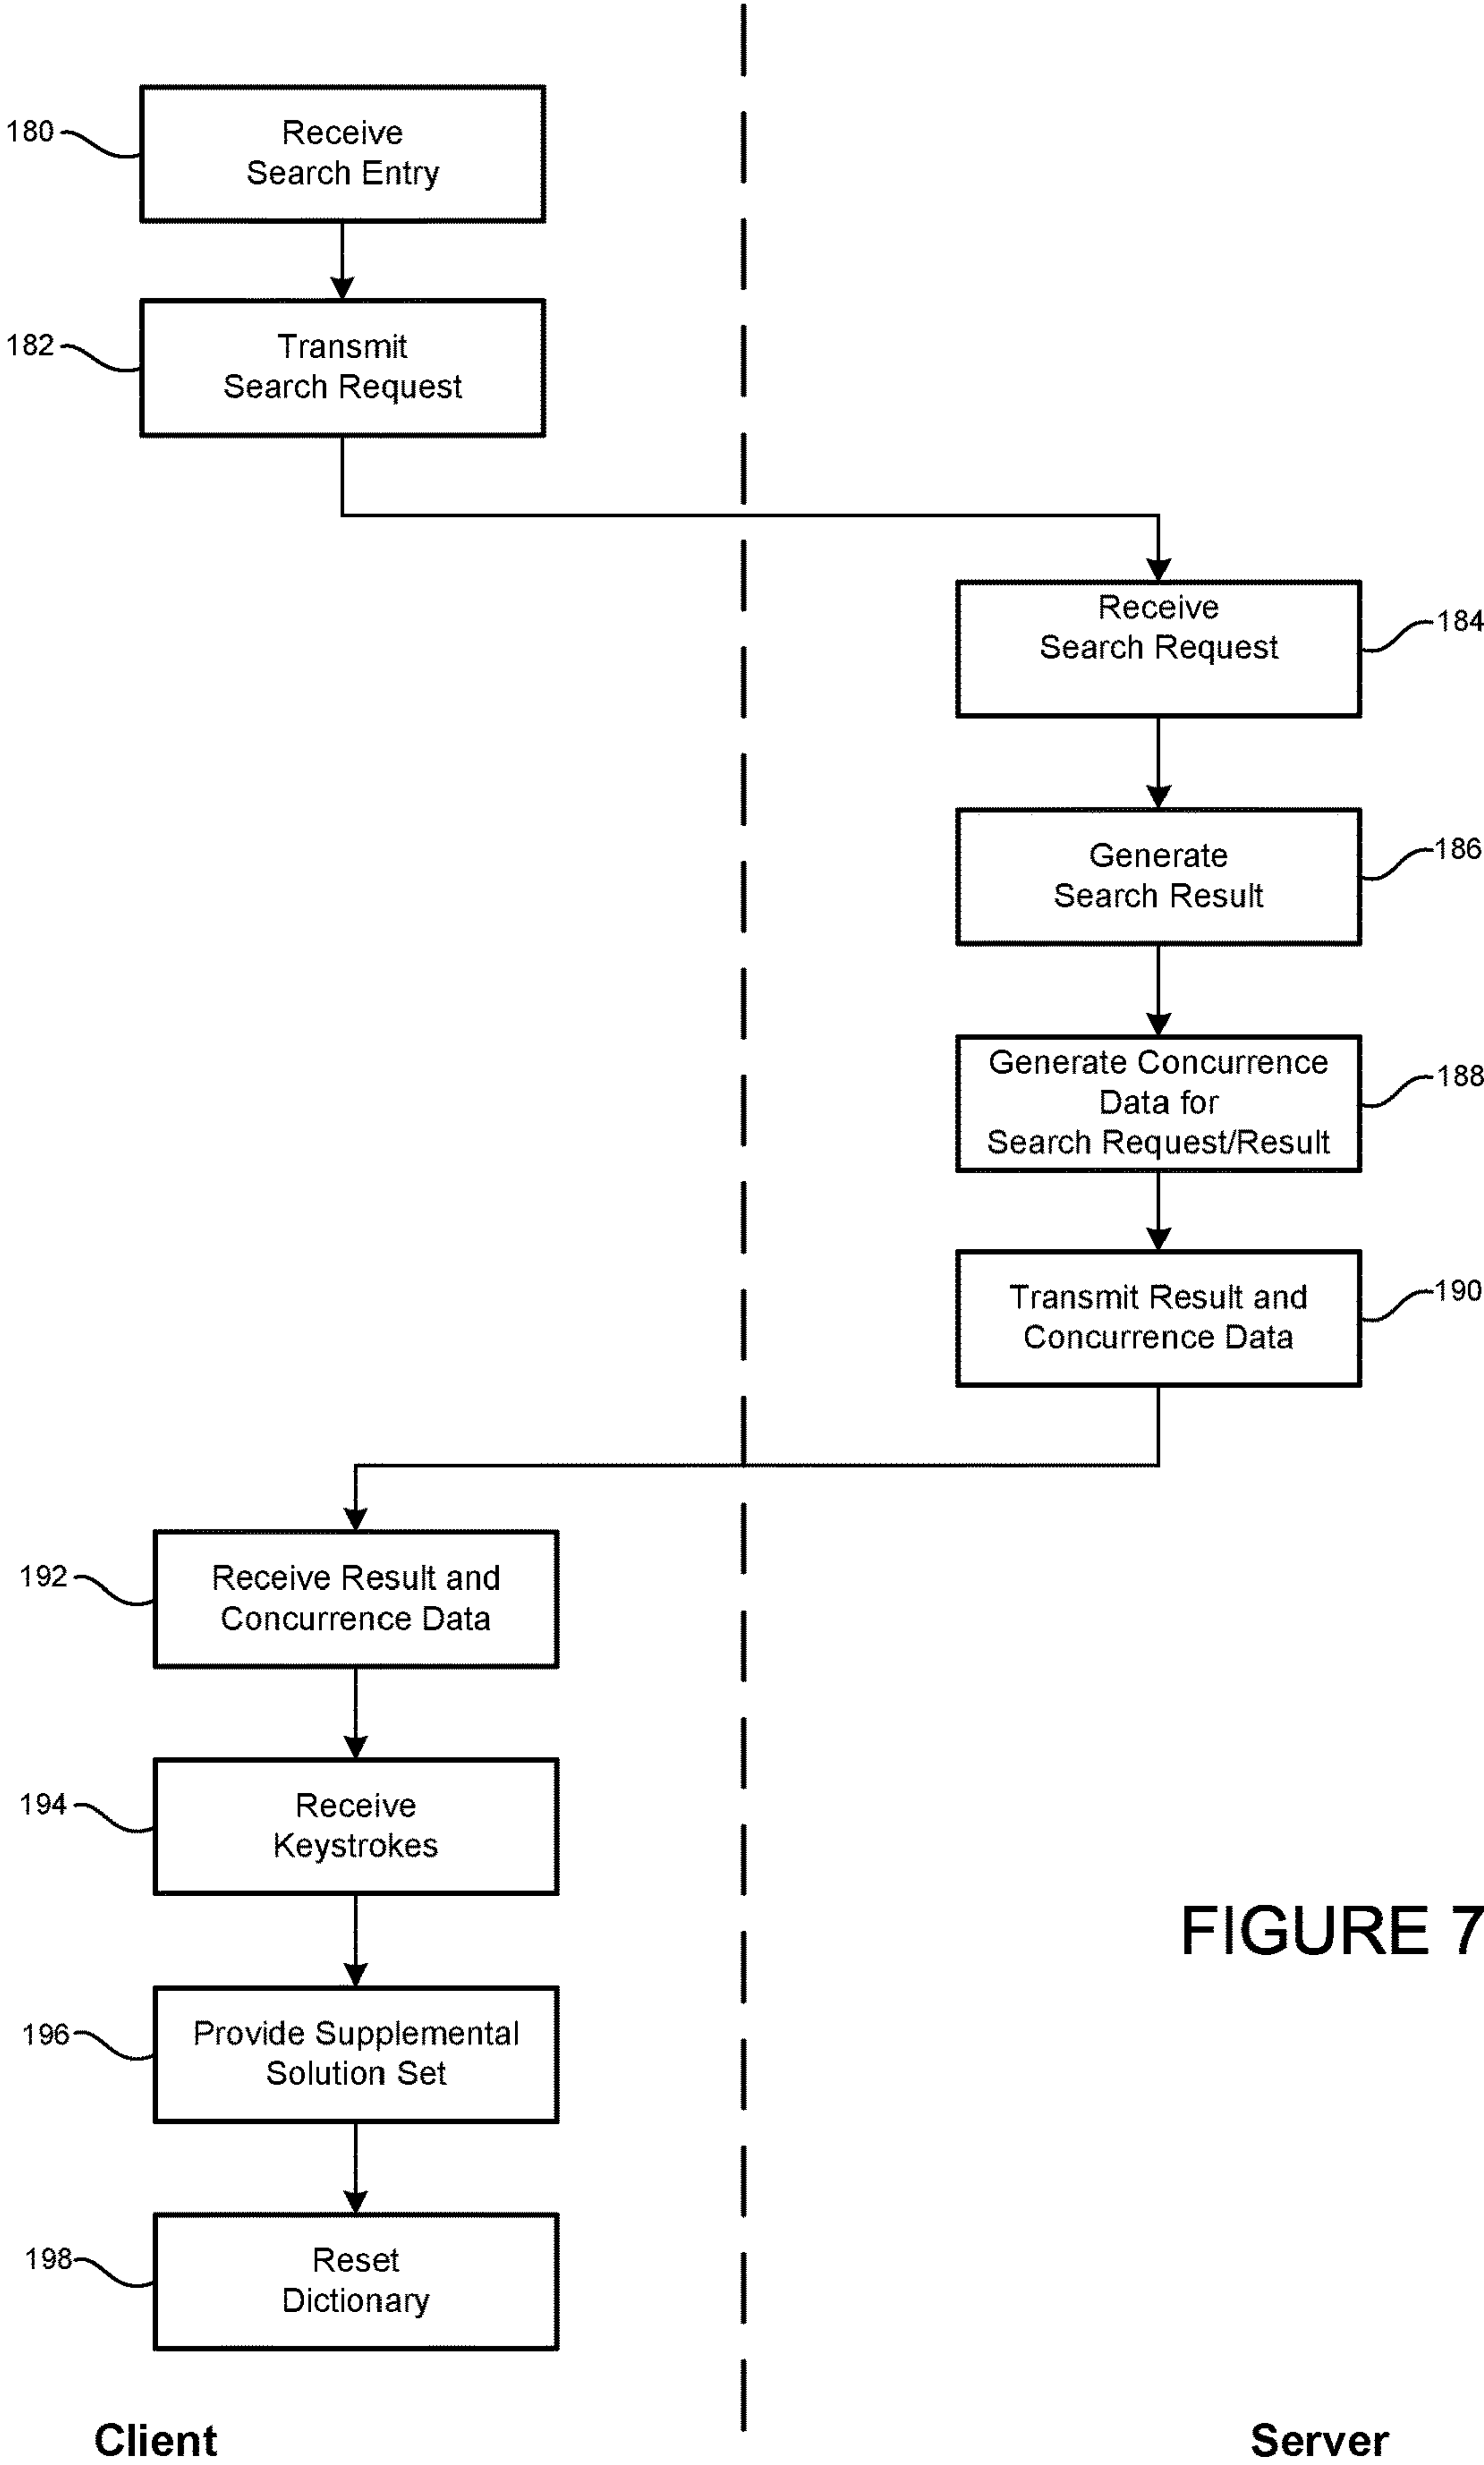 180
Receive
Search Entry
182
Transmit
Search Request
Receive
Search Request
184
Generate
Search Result
186
Generate Concurrence
Data for
Search Request/Result
188
Transmit Result and
Concurrence Data
190
192
Receive Result and
Concurrence Data
194
Receive
Keystrokes
FIGURE 7
196
Provide Supplemental
Solution Set
198
Reset
Dictionary
Client
Server